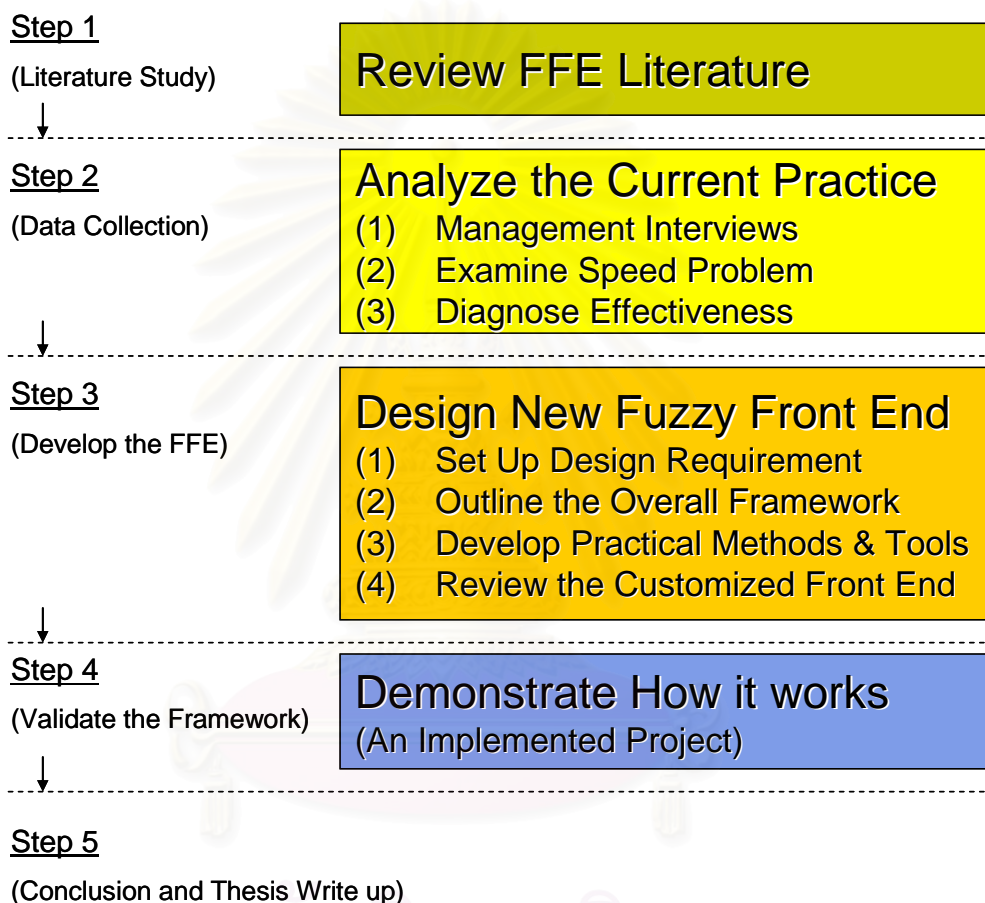 Step 1
(Literature Study)
Review FFE Literature
Step 2
(Data Collection)
Analyze the Current Practice
(1) Management Interviews
(2) Examine Speed Problem
(3) Diagnose Effectiveness
Step 3
(Develop the FFE)
Design New Fuzzy Front End
(1) Set Up Design Requirement
(2) Outline the Overall Framework
(3) Develop Practical Methods & Tools
(4) Review the Customized Front End
Step 4
(Validate the Framework)
Demonstrate How it works
(An Implemented Project)
Step 5
(Conclusion and Thesis Write up)